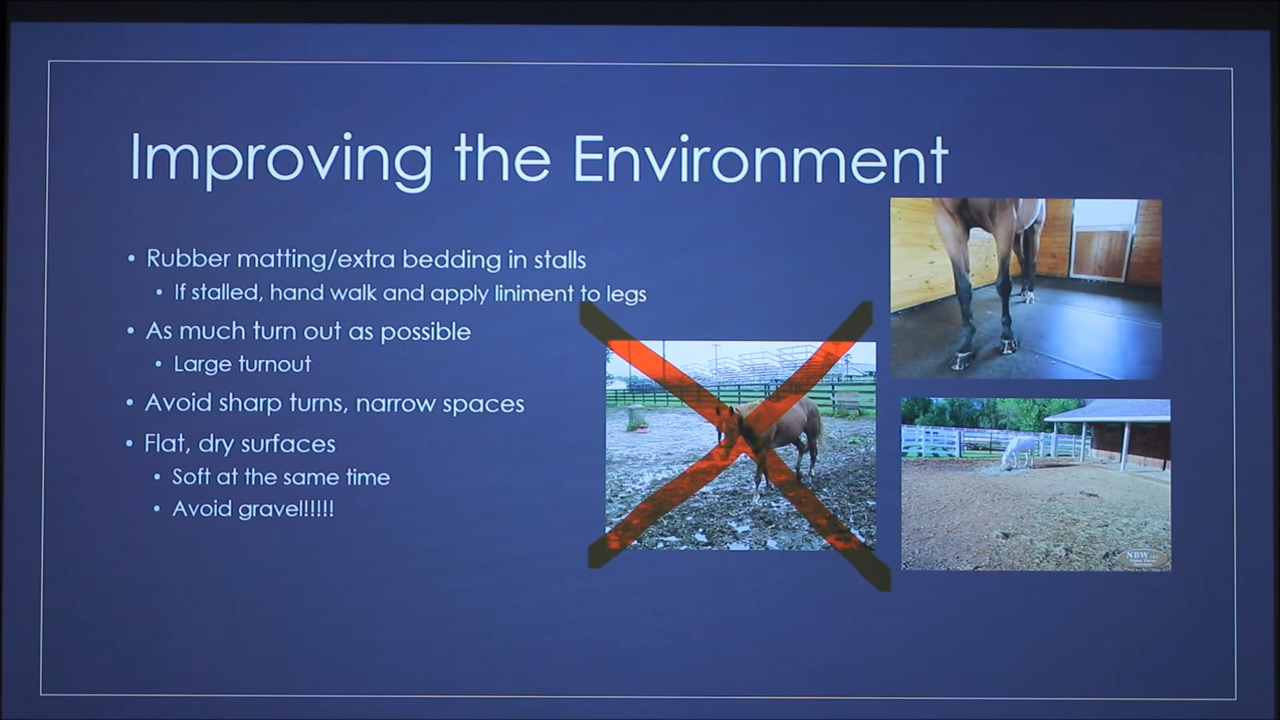 Improving the Environment
• Rubber matting/extra bedding in stalls
• If stalled, hand walk and apply liniment to legs
• As much turn out as possible
• Large turnout
• Avoid sharp turns, narrow spaces
• Flat, dry surfaces
• Soft at the same time
• Avoid gravel!!!!!
NBW